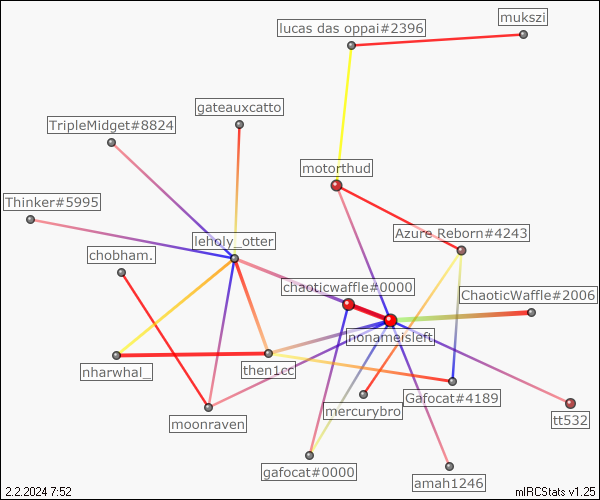 mukszi
lucas das oppai#2396
gateauxcatto
TripleMidget#8824
motorthud
Thinker#5995
Azure Reborn#4243
leholy_otter
chobham.
chaoticwaffle#0000
ChaoticWaffle#2006
nonameisleft
nharwhal_
then1cc
Gafocat#4189
mercurybro
moonraven
tt532
gafocat#0000
amah1246
2.2.2024 7:52
mIRCStats v1.25